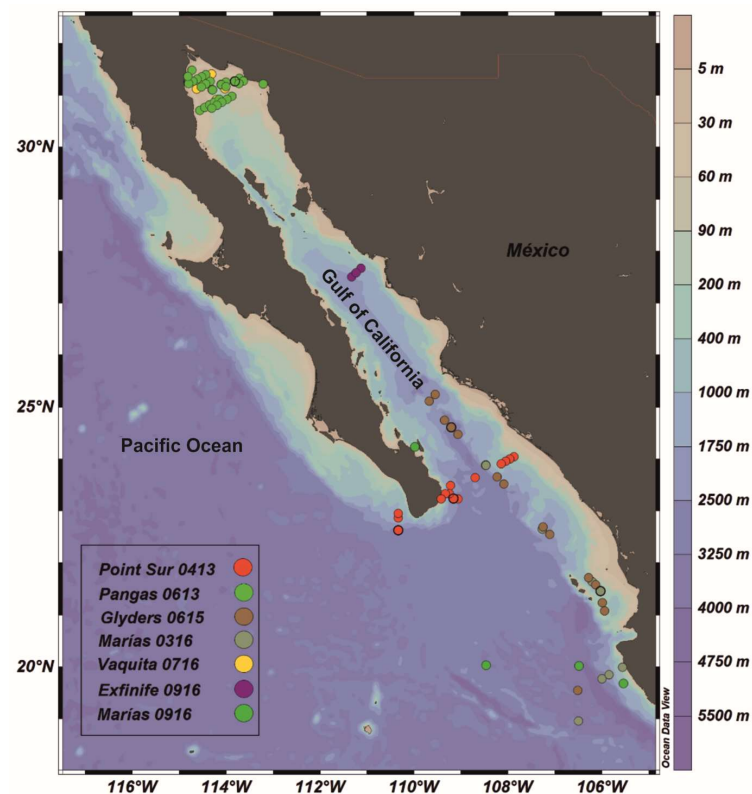 30°N
25°N
20°N
116°W
114°W
112°W
110°W
108°W
106°W
México
Gulf of California
Pacific Ocean
Point Sur 0413
Pangas 0613
Glyders 0615
Marías 0316
Vaquita 0716
Exfinife 0916
Marías 0916
Ocean Data View
5 m
30 m
60 m
90 m
200 m
400 m
1000 m
1750 m
2500 m
3250 m
4000 m
4750 m
5500 m